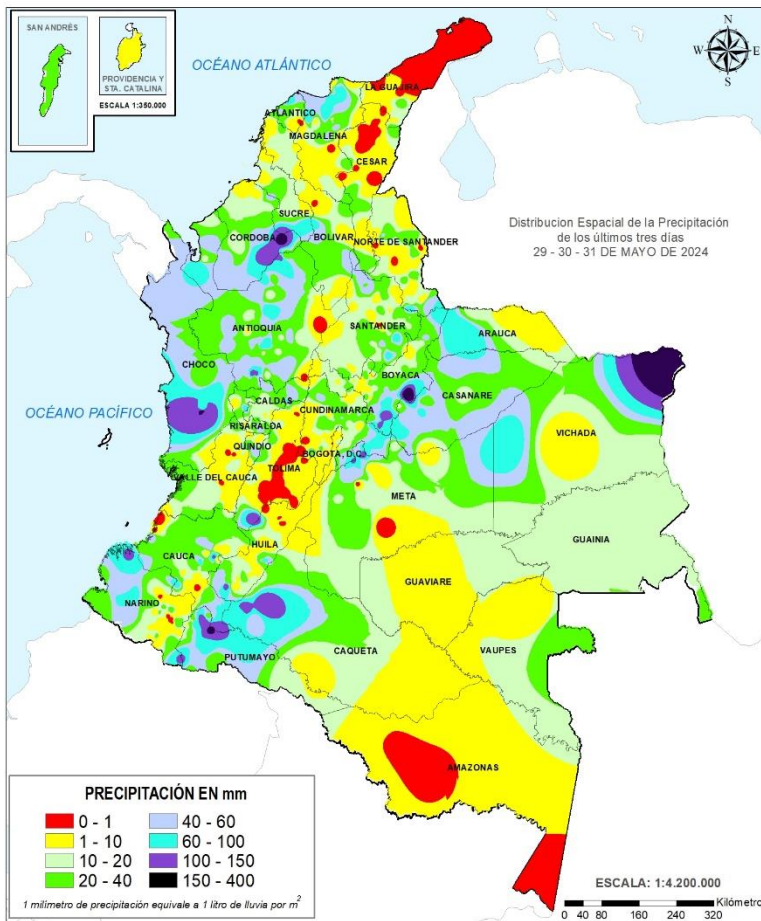 SAN ANDRÉS
PROVIDENCIA Y
STA. CATALINA
ESCALA 1:350.000
OCÉANO ATLÁNTICO
N
W
E
S
LA GUAJIRA
ATLANTICO
MAGDALENA
CESAR
SUCRE
CORDOBA
BOLIVAR
NORTE DE SANTANDER
Distribucion Espacial de la Precipitación
de los últimos tres días
29 - 30 - 31 DE MAYO DE 2024
ANTIOQUIA
SANTANDER
ARAUCA
CHOCO
BOYACA
CASANARE
OCÉANO PACÍFICO
CALDAS
CUNDINAMARCA
RISARALDA
VICHADA
QUINDIO
BOGOTA, D.C.
VALLE DEL CAUCA
TOLIMA
META
GUAINIA
HUILA
CAUCA
GUAVIARE
NARIÑO
VAUPES
CAQUETA
PUTUMAYO
AMAZONAS
PRECIPITACIÓN EN mm
0 - 1
40 - 60
1 - 10
60 - 100
10 - 20
100 - 150
20 - 40
150 - 400
1 milimetro de precipitación equivale a 1 litro de lluvia por m²
ESCALA: 1:4.200.000
Kilómetro
40 80 160 240 320